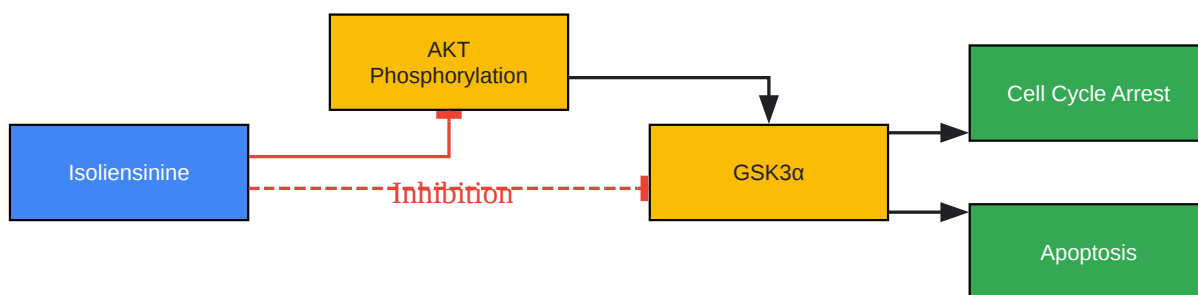 AKT
Phosphorylation
Cell Cycle Arrest
Isoliensinine
GSK3α
Inhibition
Apoptosis